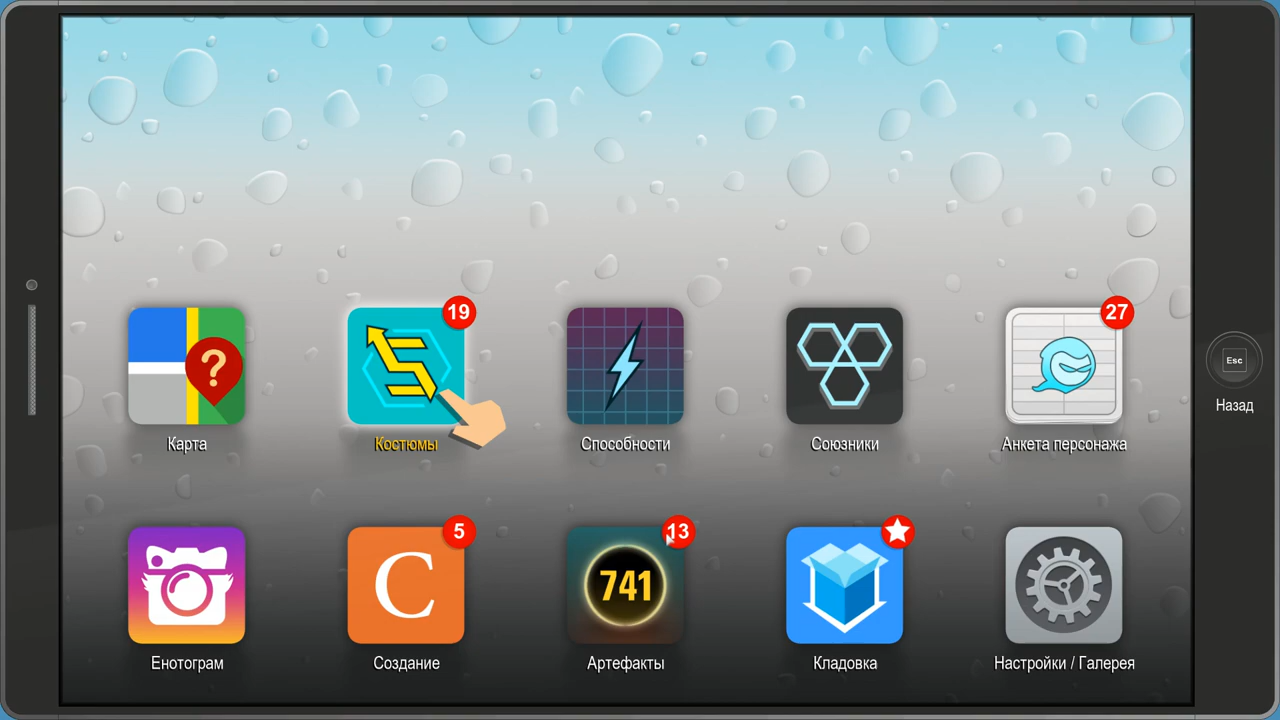 19
27
?
Карта
Костюмы
Способности
Союзники
Анкета персонажа
Esc
Назад
5
13
C
741
Енотограм
Создание
Артефакты
Кладовка
Настройки / Галерея